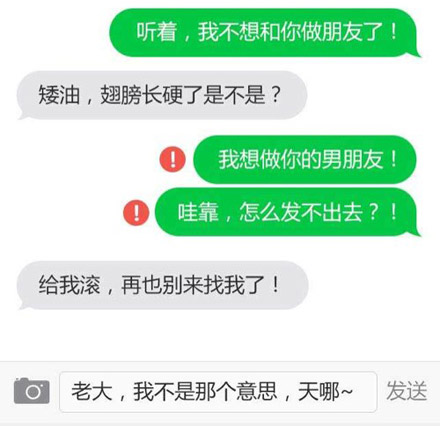 听着，我不想和你做朋友了！
矮油，翅膀长硬了是不是？
! 我想做你的男朋友！
! 哇靠，怎么发不出去？！
给我滚，再也别来找我了！
老大，我不是那个意思，天哪~ 发送